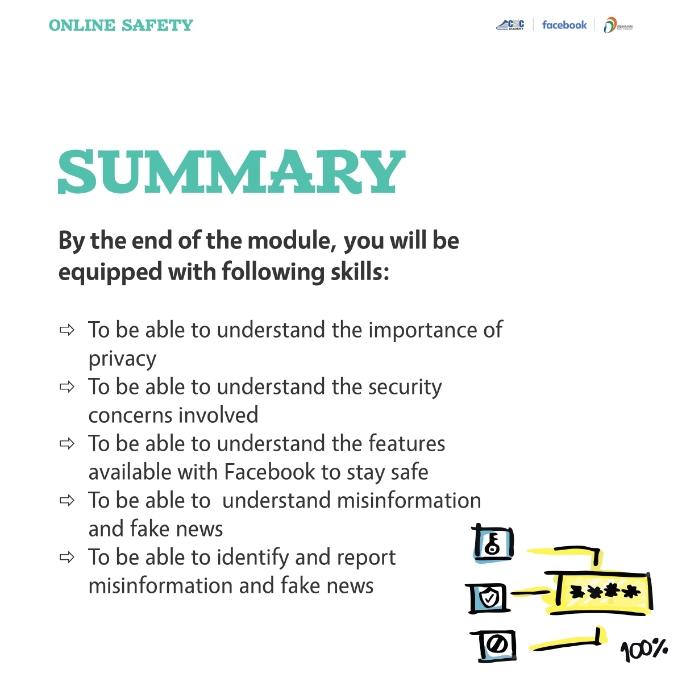 ONLINE SAFETY
CSC
facebook
SUMMARY
By the end of the module, you will be
equipped with following skills:
⇨ To be able to understand the importance of
privacy
⇨ To be able to understand the security
concerns involved
⇨ To be able to understand the features
available with Facebook to stay safe
⇨ To be able to  understand misinformation
and fake news
⇨ To be able to identify and report
misinformation and fake news
****
100%